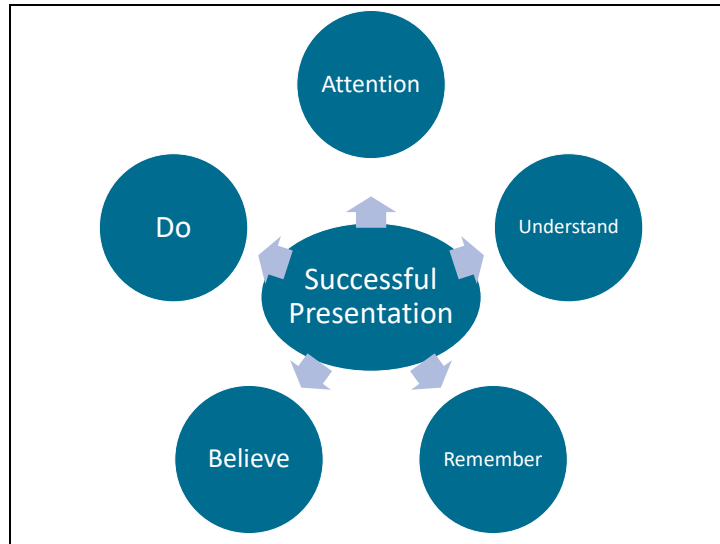 Attention
Understand
Remember
Believe
Do
Successful
Presentation